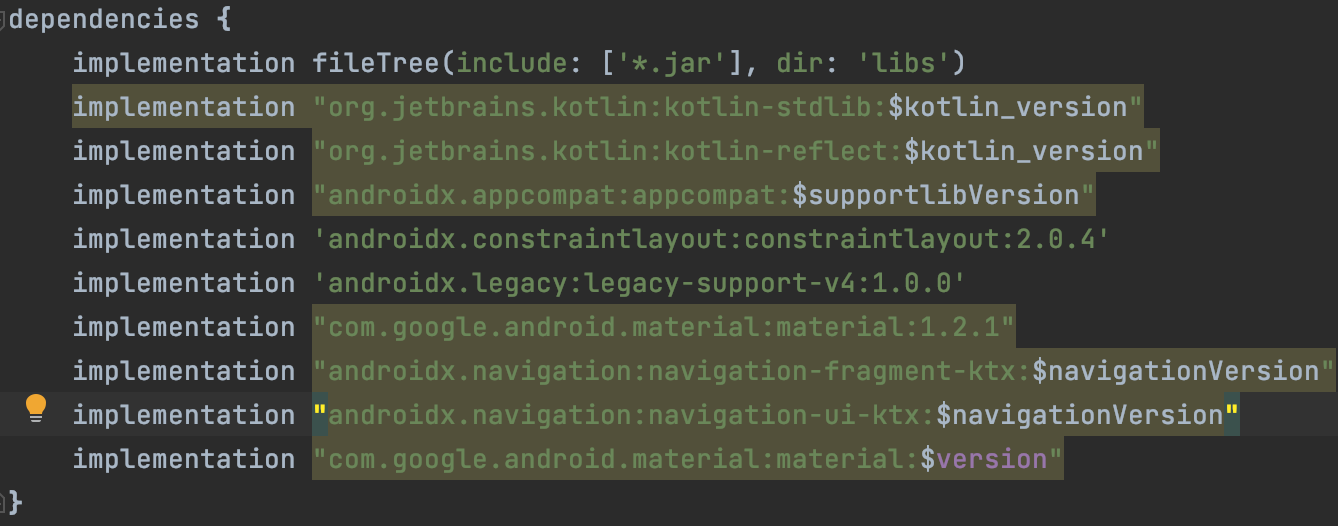 dependencies {
implementation fileTree(include: ['*.jar'], dir: 'libs')
implementation "org.jetbrains.kotlin:kotlin-stdlib:$kotlin_version"
implementation "org.jetbrains.kotlin:kotlin-reflect:$kotlin_version"
implementation "androidx.appcompat:appcompat:$supportlibVersion"
implementation 'androidx.constraintlayout:constraintlayout:2.0.4'
implementation 'androidx.legacy:legacy-support-v4:1.0.0'
implementation "com.google.android.material:material:1.2.1"
implementation "androidx.navigation:navigation-fragment-ktx:$navigationVersion"
implementation "androidx.navigation:navigation-ui-ktx:$navigationVersion"
implementation "com.google.android.material:material:$version"
}